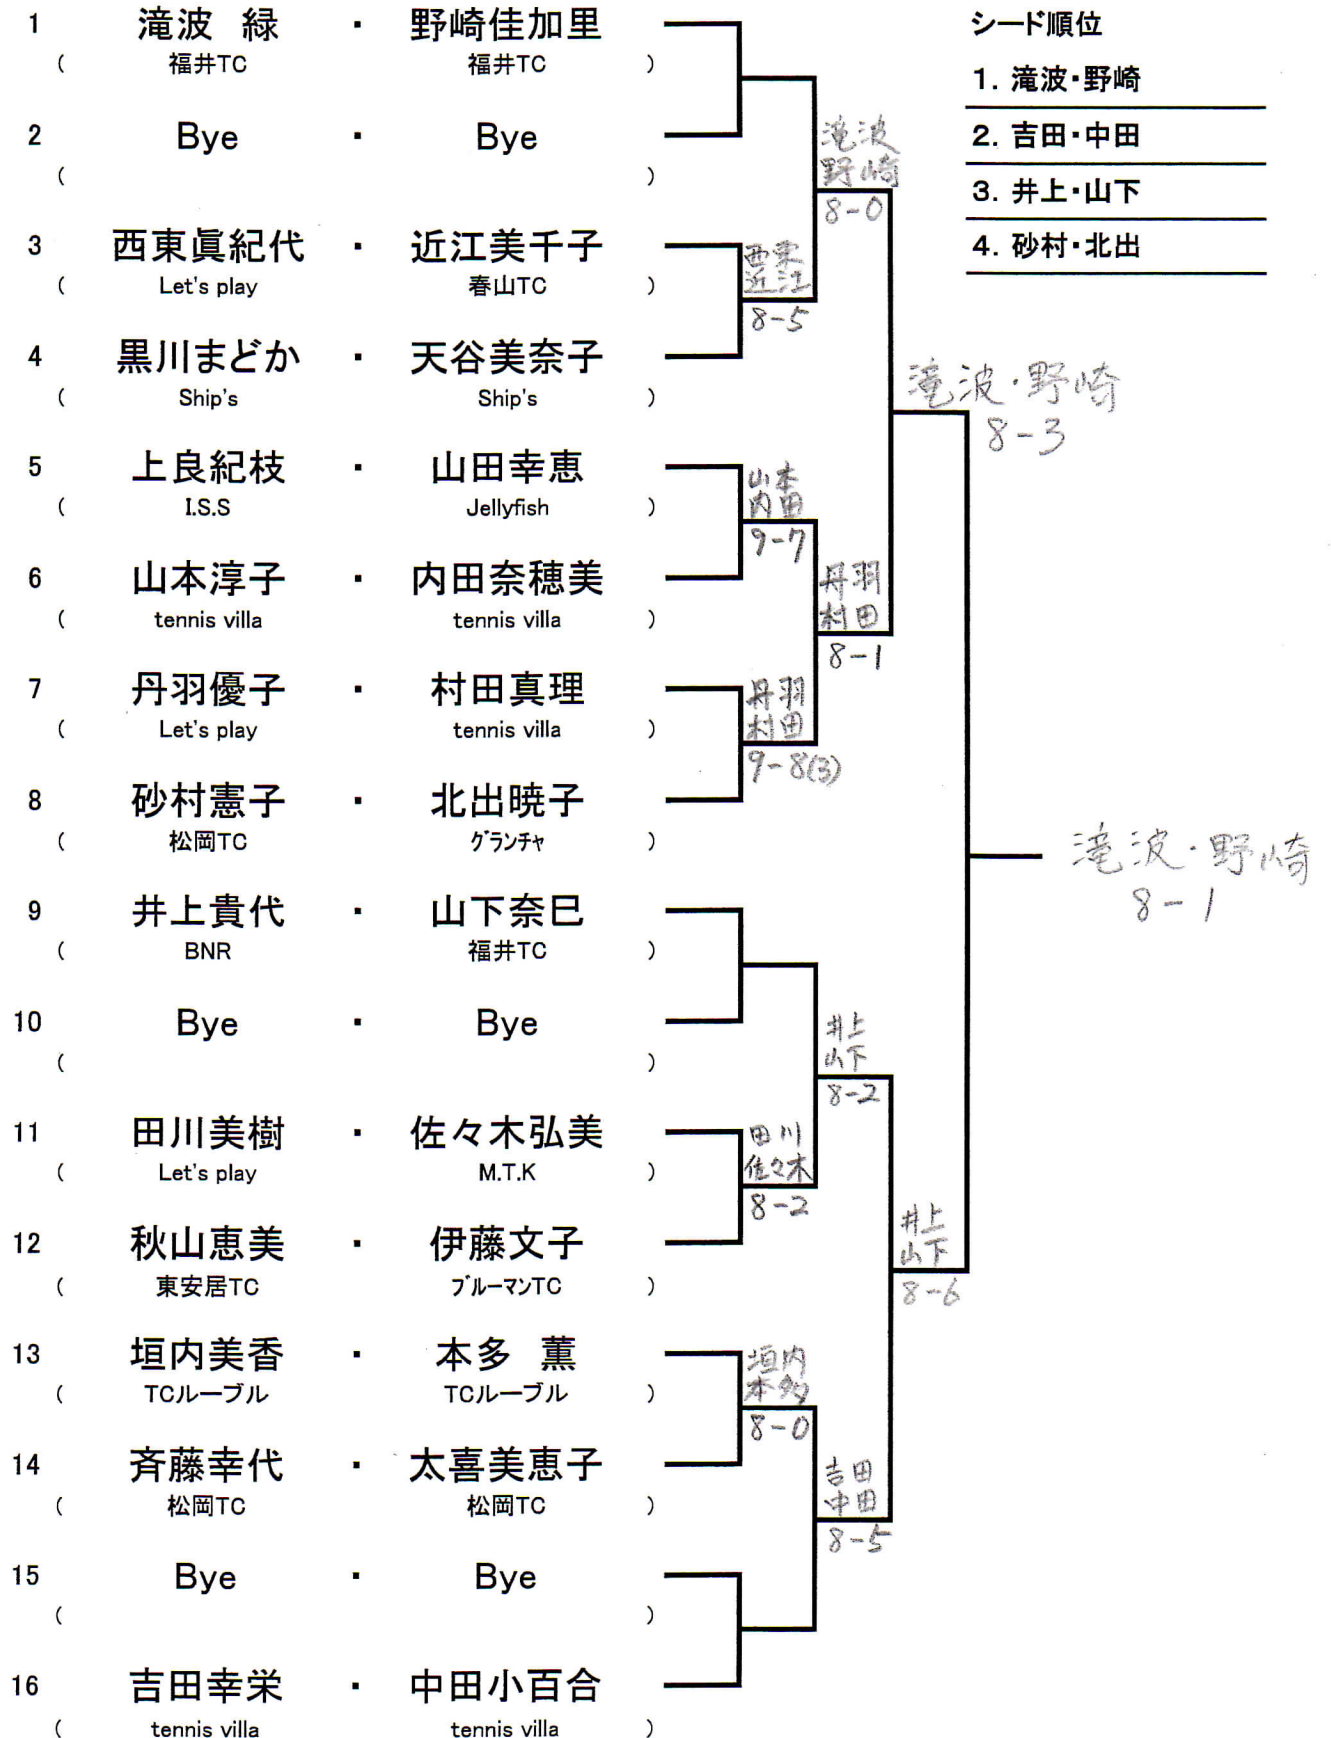 シード順位
1. 滝波・野崎
2. 吉田・中田
3. 井上・山下
4. 砂村・北出
1 滝波 緑 ・ 野崎佳加里
( 福井TC 福井TC )
2 Bye ・ Bye
( )
3 西東眞紀代 ・ 近江美千子
( Let's play 春山TC )
4 黒川まどか ・ 天谷美奈子
( Ship's Ship's )
5 上良紀枝 ・ 山田幸恵
( I.S.S Jellyfish )
6 山本淳子 ・ 内田奈穂美
( tennis villa tennis villa )
7 丹羽優子 ・ 村田真理
( Let's play tennis villa )
8 砂村憲子 ・ 北出暁子
( 松岡TC グランチャ )
9 井上貴代 ・ 山下奈巳
( BNR 福井TC )
10 Bye ・ Bye
( )
11 田川美樹 ・ 佐々木弘美
( Let's play M.T.K )
12 秋山恵美 ・ 伊藤文子
( 東安居TC ブルーマンTC )
13 垣内美香 ・ 本多 薫
( TCルーブル TCルーブル )
14 斉藤幸代 ・ 太喜美恵子
( 松岡TC 松岡TC )
15 Bye ・ Bye
( )
16 吉田幸栄 ・ 中田小百合
( tennis villa tennis villa )
西東
近江
8-5
山本
内田
9-7
丹羽
村田
9-8(3)
田川
佐々木
8-2
垣内
本多
8-0
滝波
野崎
8-0
丹羽
村田
8-1
井上
山下
8-2
吉田
中田
8-5
滝波・野崎
8-3
井上
山下
8-6
滝波・野崎
8-1